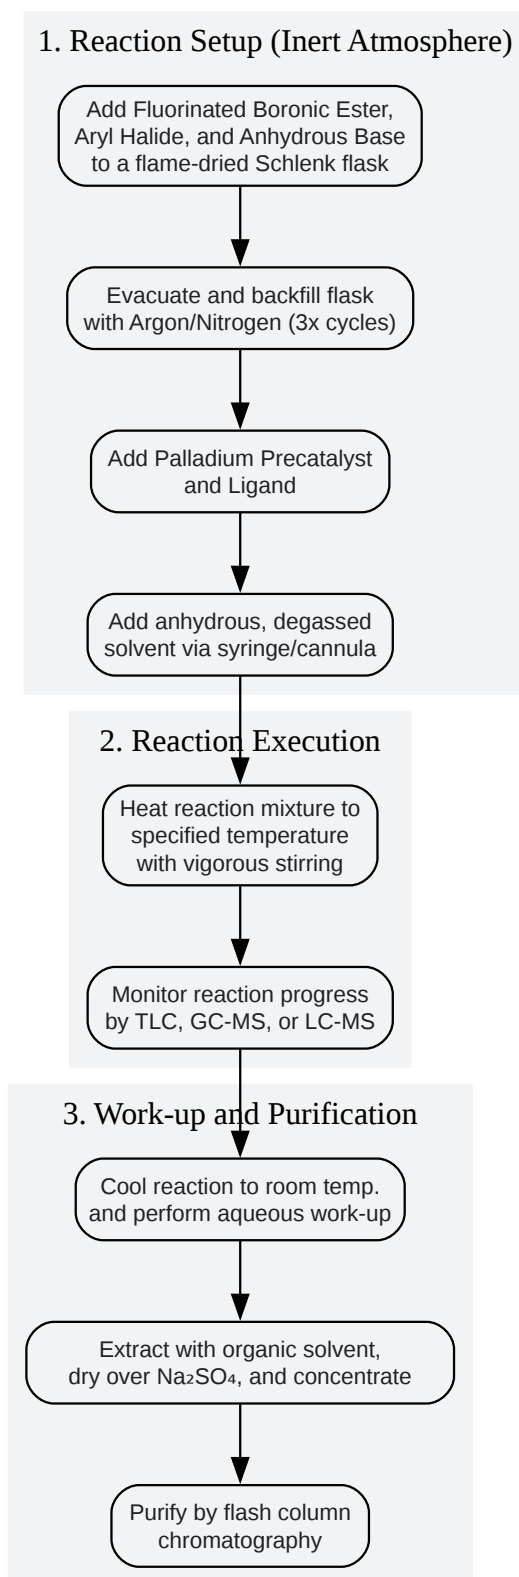 1. Reaction Setup (Inert Atmosphere)
Add Fluorinated Boronic Ester,
Aryl Halide, and Anhydrous Base
to a flame-dried Schlenk flask
Evacuate and backfill flask
with Argon/Nitrogen (3x cycles)
Add Palladium Precatalyst
and Ligand
Add anhydrous, degassed
solvent via syringe/cannula
2. Reaction Execution
Heat reaction mixture to
specified temperature
with vigorous stirring
Monitor reaction progress
by TLC, GC-MS, or LC-MS
3. Work-up and Purification
Cool reaction to room temp.
and perform aqueous work-up
Extract with organic solvent,
dry over Na₂SO₄, and concentrate
Purify by flash column
chromatography